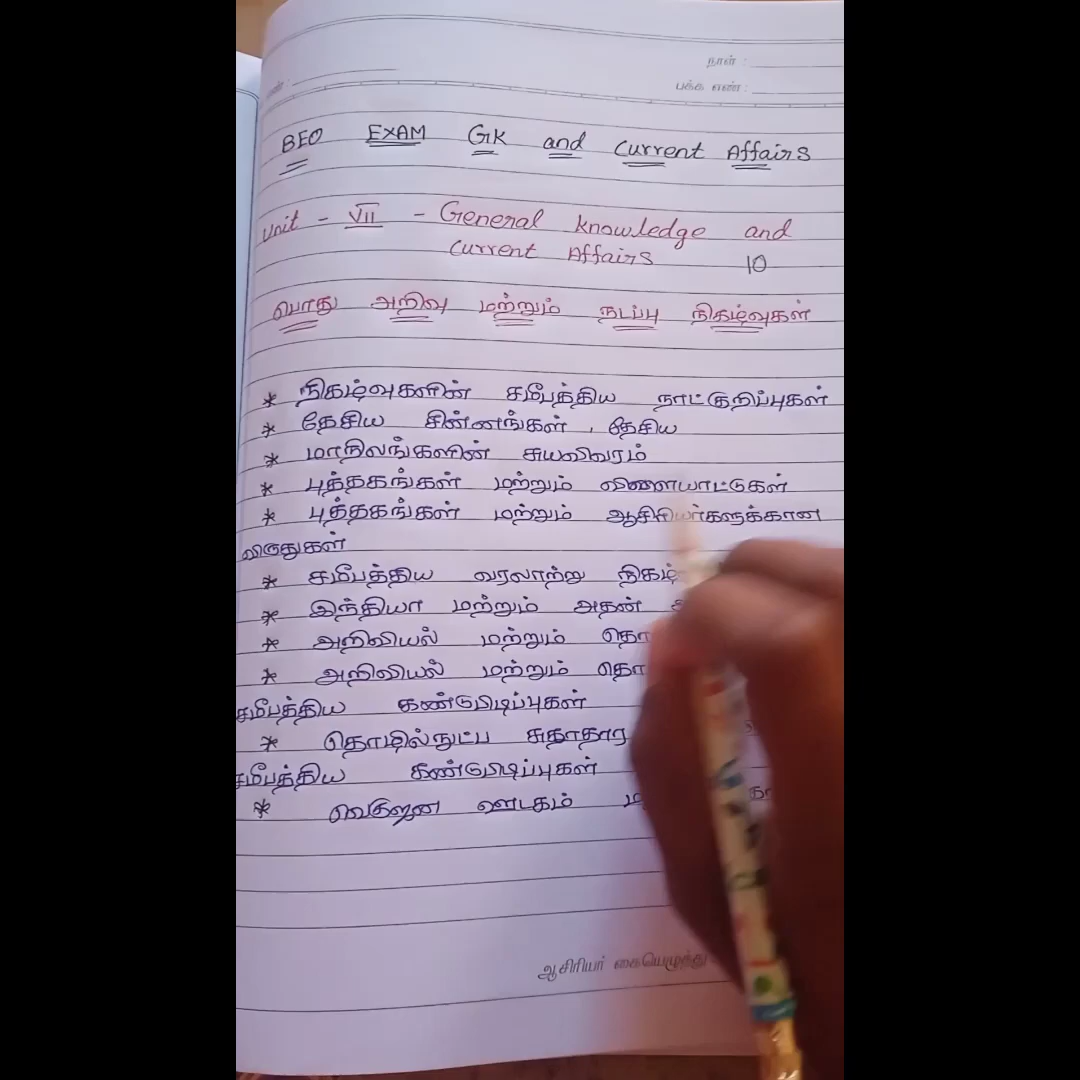 நாள் :
பக்க எண் :
BEO EXAM GK and Current Affairs
Unit - VII - General knowledge and
Current Affairs 10
பொது அறிவு மற்றும் நடப்பு நிகழ்வுகள்
* நிகழ்வுகளின் சமீபத்திய நாட்குறிப்புகள்
* தேசிய சின்னங்கள், தேசிய
* மாநிலங்களின் சுயவிவரம்
* புத்தகங்கள் மற்றும் விளையாட்டுகள்
* புத்தகங்கள் மற்றும் ஆசிரியர்களுக்கான
விருதுகள்
* சமீபத்திய வரலாற்று
* இந்தியா மற்றும் அதன்
* அறிவியல் மற்றும்
* அறிவியல் மற்றும்
சமீபத்திய கண்டுபிடிப்புகள்
* தொழில்நுட்ப சுகாதார
சமீபத்திய கண்டுபிடிப்புகள்
* வெகுஜன ஊடகம்
ஆசிரியர் கையெழுத்து